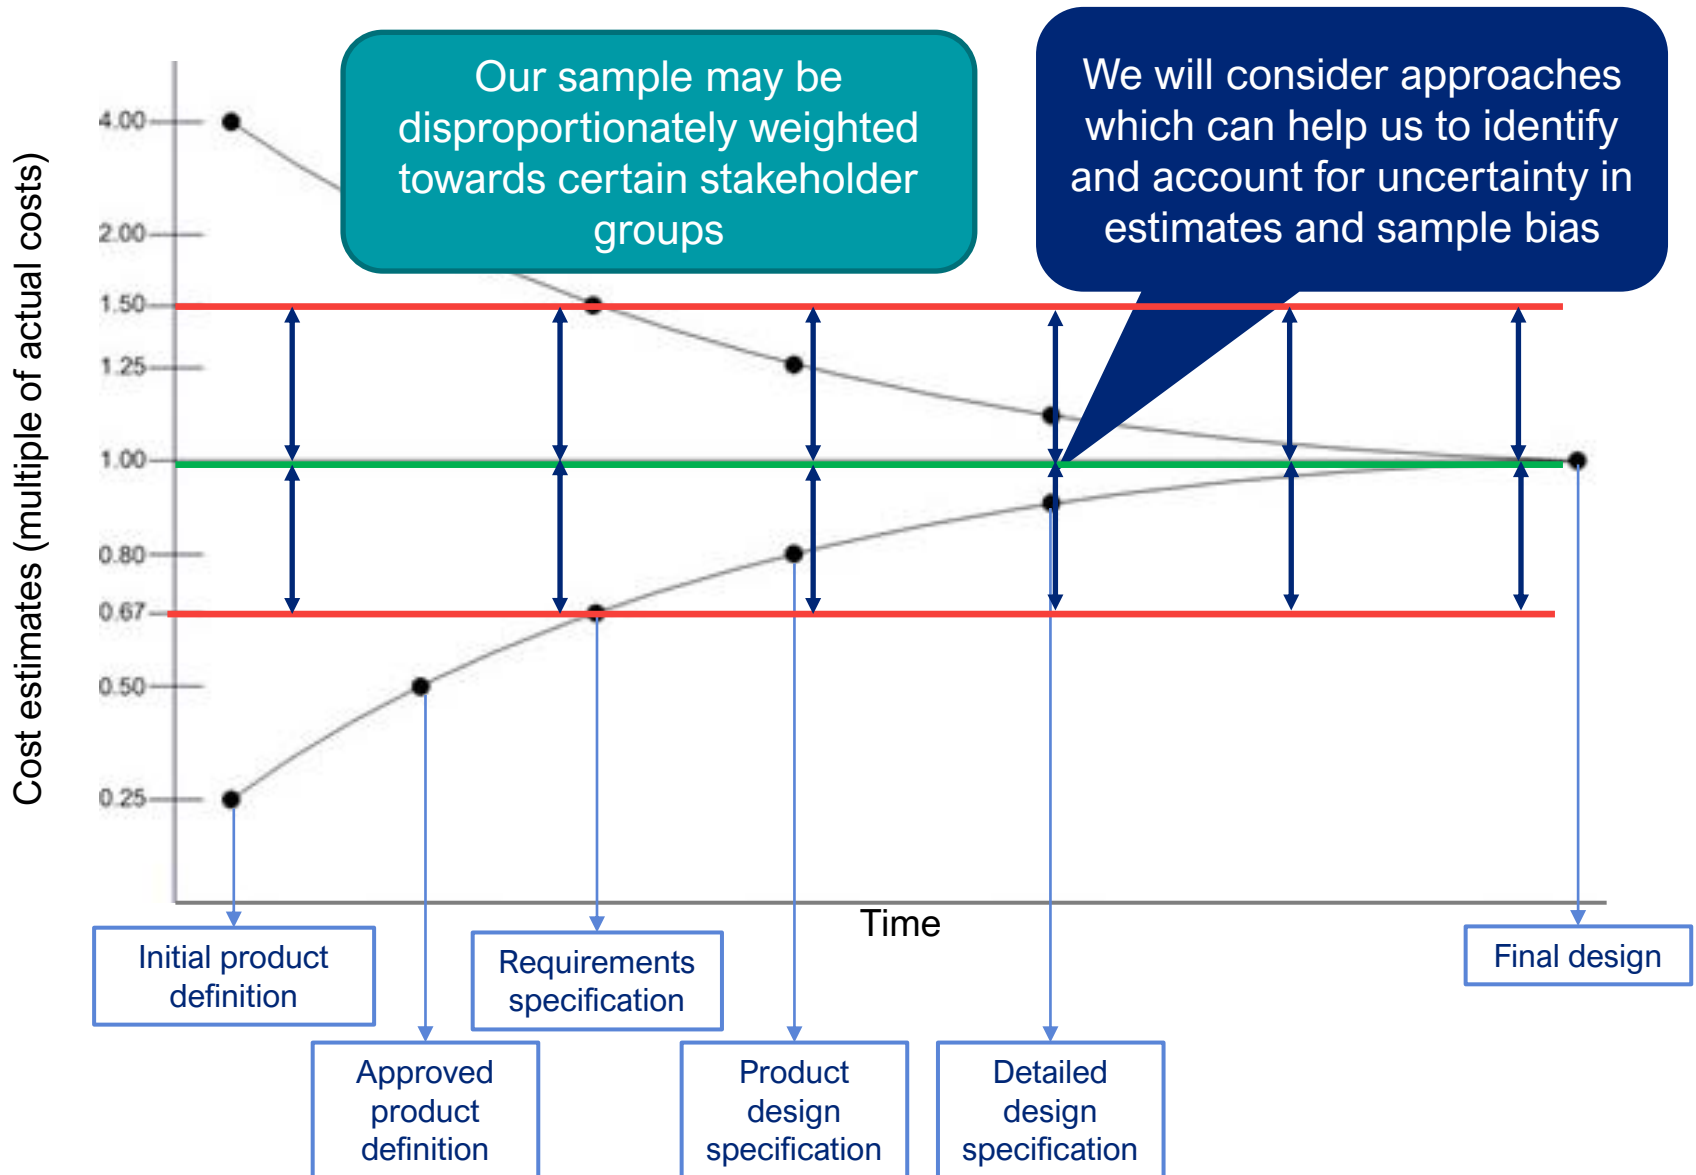 Our sample may be
disproportionately weighted
towards certain stakeholder
groups
We will consider approaches
which can help us to identify
and account for uncertainty in
estimates and sample bias
Cost estimates (multiple of actual costs)
4.00
2.00
1.50
1.25
1.00
0.80
0.67
0.50
0.25
Time
Initial product
definition
Approved
product
definition
Requirements
specification
Product
design
specification
Detailed
design
specification
Final design